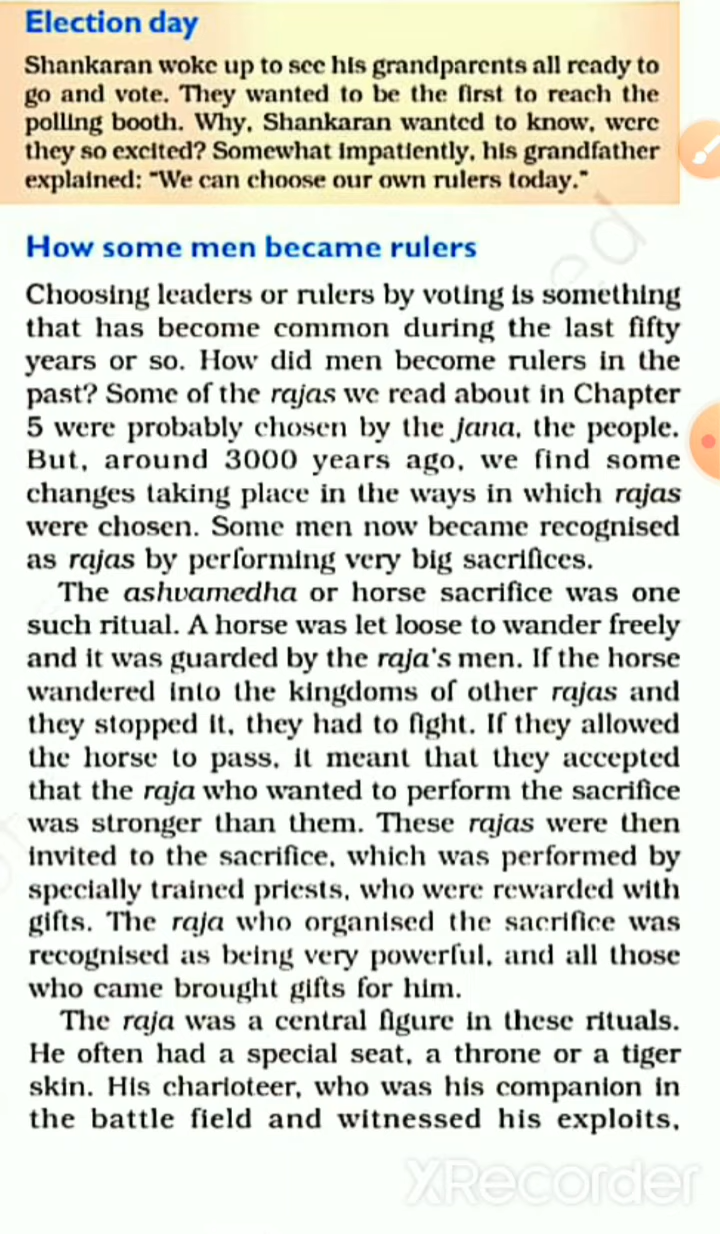 Election day
Shankaran woke up to see his grandparents all ready to
go and vote. They wanted to be the first to reach the
polling booth. Why, Shankaran wanted to know, were
they so excited? Somewhat impatiently, his grandfather
explained: "We can choose our own rulers today."
How some men became rulers
Choosing leaders or rulers by voting is something
that has become common during the last fifty
years or so. How did men become rulers in the
past? Some of the rajas we read about in Chapter
5 were probably chosen by the jana, the people.
But, around 3000 years ago, we find some
changes taking place in the ways in which rajas
were chosen. Some men now became recognised
as rajas by performing very big sacrifices.
The ashvamedha or horse sacrifice was one
such ritual. A horse was let loose to wander freely
and it was guarded by the raja's men. If the horse
wandered into the kingdoms of other rajas and
they stopped it, they had to fight. If they allowed
the horse to pass, it meant that they accepted
that the raja who wanted to perform the sacrifice
was stronger than them. These rajas were then
invited to the sacrifice, which was performed by
specially trained priests, who were rewarded with
gifts. The raja who organised the sacrifice was
recognised as being very powerful, and all those
who came brought gifts for him.
The raja was a central figure in these rituals.
He often had a special seat, a throne or a tiger
skin. His charioteer, who was his companion in
the battle field and witnessed his exploits,
XRecorder